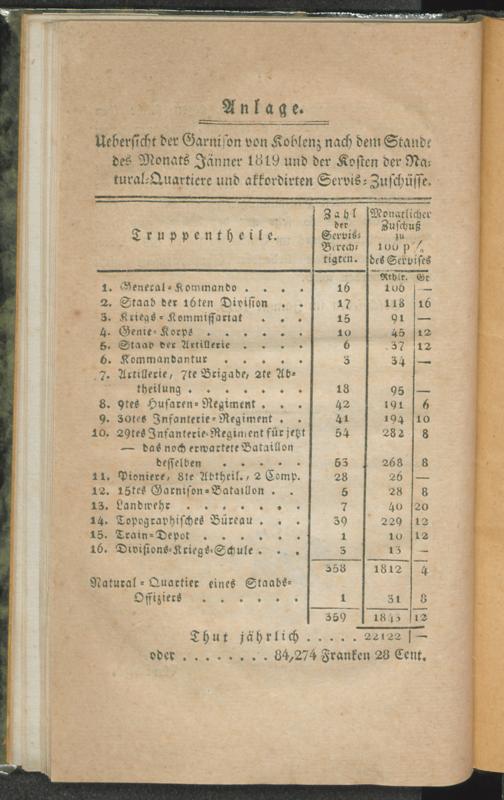 Anlage.
Uebersicht der Garnison von Koblenz nach dem Stande
des Monats Jänner 1819 und der Kosten der Na=
tural=Quartiere und akkordirten Servis=Zuschüsse.
Truppentheile. | Zahl der Servis= Berech= tigten. | Monatlicher Zuschuß zu 100 p% des Servises
Rthlr. | Gr
1. General=Kommando . . . . | 16 | 106 | —
2. Staab der 16ten Division . . | 17 | 118 | 16
3. Kriegs=Kommissariat . . . | 15 | 91 | —
4. Genie=Korps . . . . . | 10 | 45 | 12
5. Staab der Artillerie . . . . | 6 | 37 | 12
6. Kommandantur . . . . . | 3 | 34 | —
7. Artillerie, 7te Brigade, 2te Ab=
theilung . . . . . . . | 18 | 95 | —
8. 9tes Husaren=Regiment . . . | 42 | 191 | 6
9. 30tes Infanterie=Regiment . . | 41 | 194 | 10
10. 29tes Infanterie=Regiment für jetzt | 54 | 282 | 8
— das noch erwartete Bataillon
desselben . . . . . | 53 | 268 | 8
11. Pioniere, 8te Abtheil., 2 Comp. | 28 | 26 | —
12. 15tes Garnison=Bataillon . . | 5 | 28 | 8
13. Landwehr . . . . . . . | 7 | 40 | 20
14. Topographisches Büreau . . . | 39 | 229 | 12
15. Train=Depot . . . . . | 1 | 10 | 12
16. Divisions=Kriegs=Schule . . . | 3 | 13 | —
358 | 1812 | 4
Natural=Quartier eines Staabs=
Offiziers . . . . . . | 1 | 31 | 8
359 | 1843 | 12
Thut jährlich . . . . . 22122 | —
oder . . . . . . . . 84,274 Franken 28 Cent.